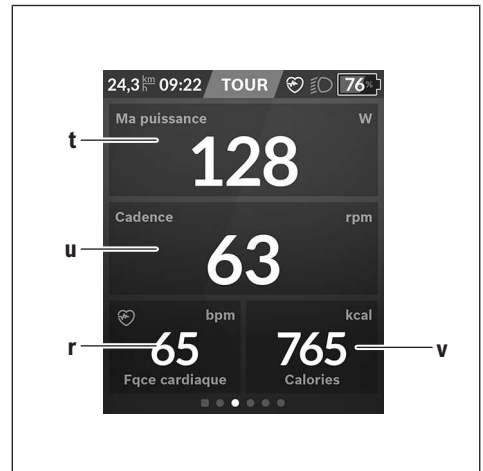 24,3 km/h 09:22 TOUR 76%
Ma puissance W
t
128
Cadence rpm
u
63
bpm kcal
r 65 765 v
Fqce cardiaque Calories